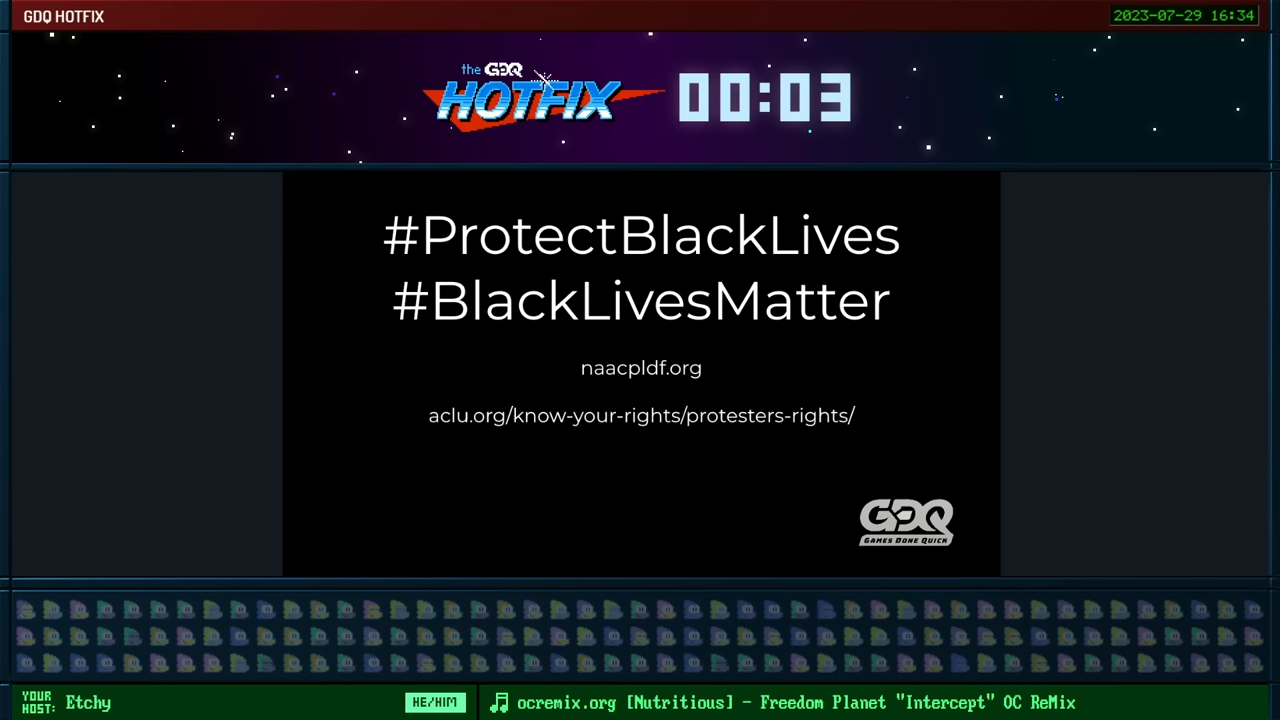 GDQ HOTFIX
2023-07-29 16:34
the GDQ
HOTFIX
00:03
#ProtectBlackLives
#BlackLivesMatter
naacpldf.org
aclu.org/know-your-rights/protesters-rights/
GDQ
GAMES DONE QUICK
YOUR HOST: Etchy
HE/HIM
ocremix.org [Nutritious] - Freedom Planet "Intercept" OC ReMix